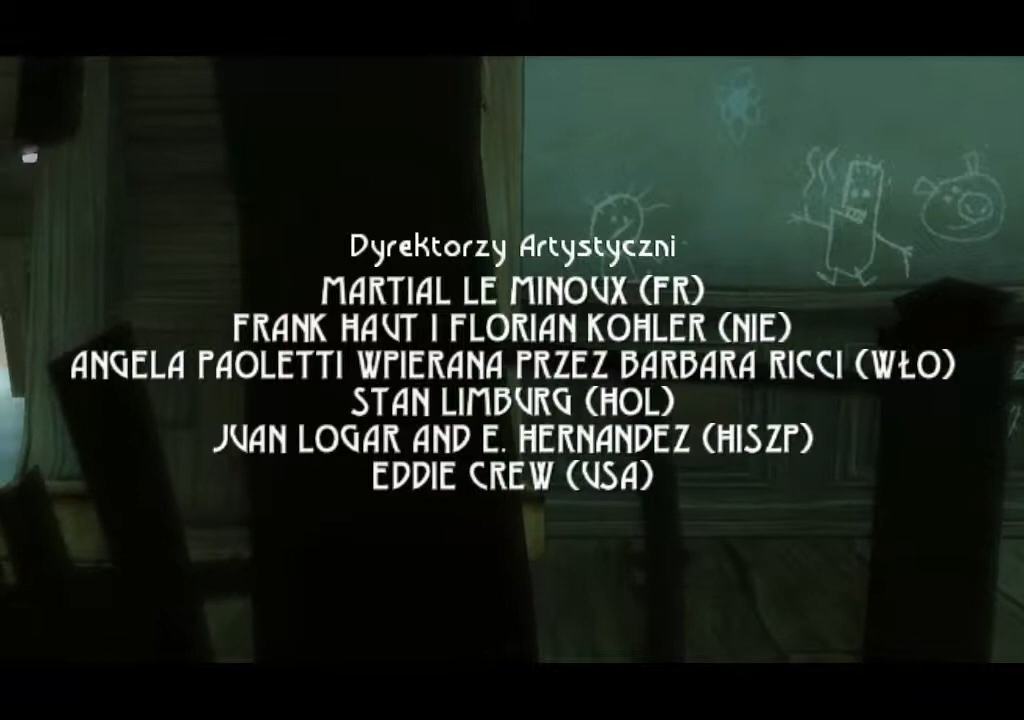 Dyrektorzy Artystyczni
MARTIAL LE MINOUX (FR)
FRANK HAUT I FLORIAN KOHLER (NIE)
ANGELA PAOLETTI WPIERANA PRZEZ BARBARA RICCI (WŁO)
STAN LIMBURG (HOL)
JUAN LOGAR AND E. HERNANDEZ (HISZP)
EDDIE CREW (USA)